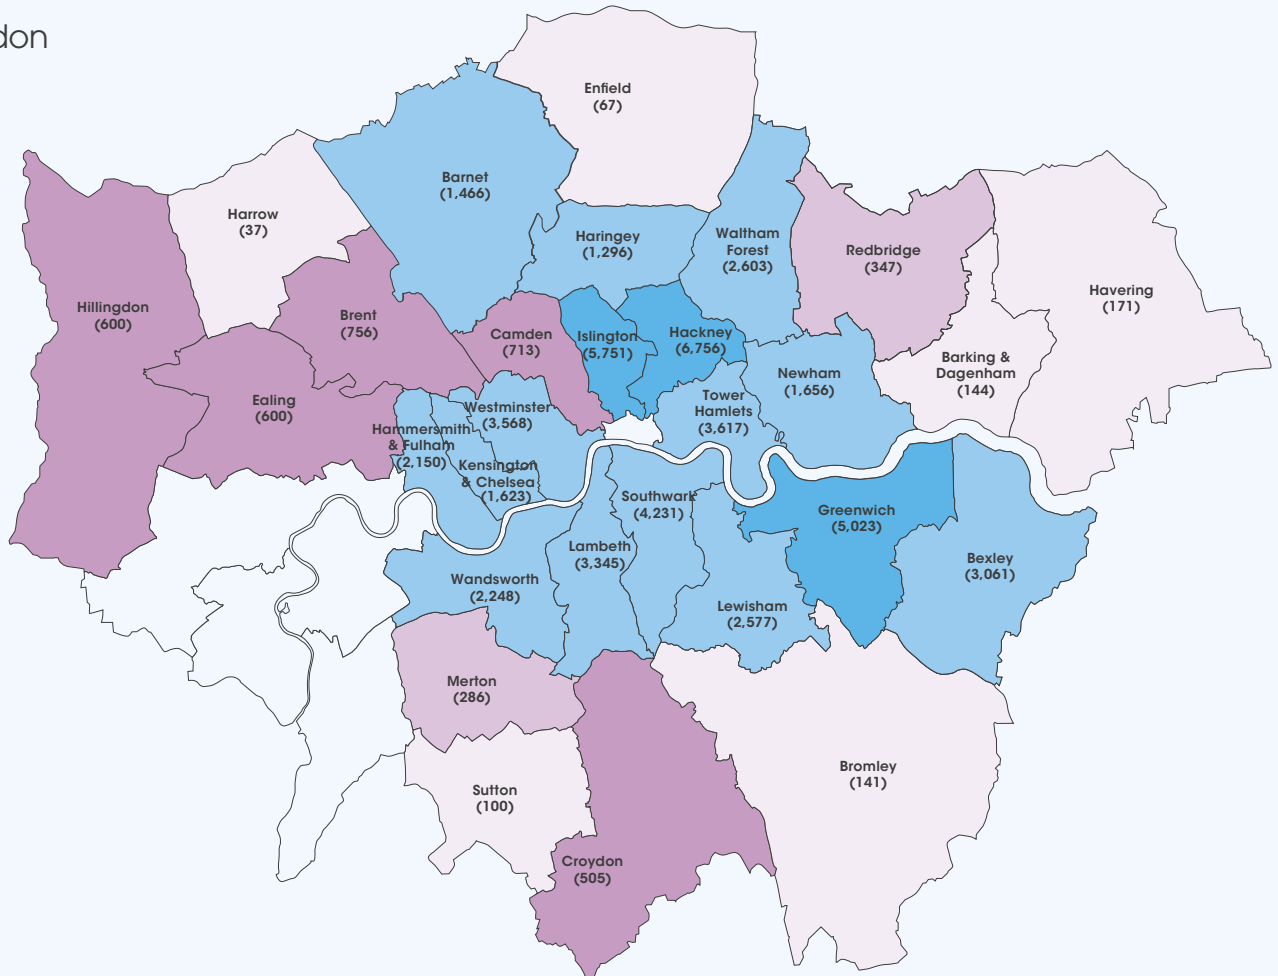 don
Enfield
(67)
Barnet
(1,466)
Harrow
(37)
Haringey
(1,296)
Waltham
Forest
(2,603)
Redbridge
(347)
Havering
(171)
Hillingdon
(600)
Brent
(756)
Camden
(713)
Islington
(5,751)
Hackney
(6,756)
Barking &
Dagenham
(144)
Newham
(1,656)
Ealing
(600)
Westminster
(3,568)
Tower
Hamlets
(3,617)
Hammersmith
& Fulham
(2,150)
Kensington
& Chelsea
(1,623)
Southwark
(4,231)
Greenwich
(5,023)
Lambeth
(3,345)
Bexley
(3,061)
Wandsworth
(2,248)
Lewisham
(2,577)
Merton
(286)
Bromley
(141)
Sutton
(100)
Croydon
(505)